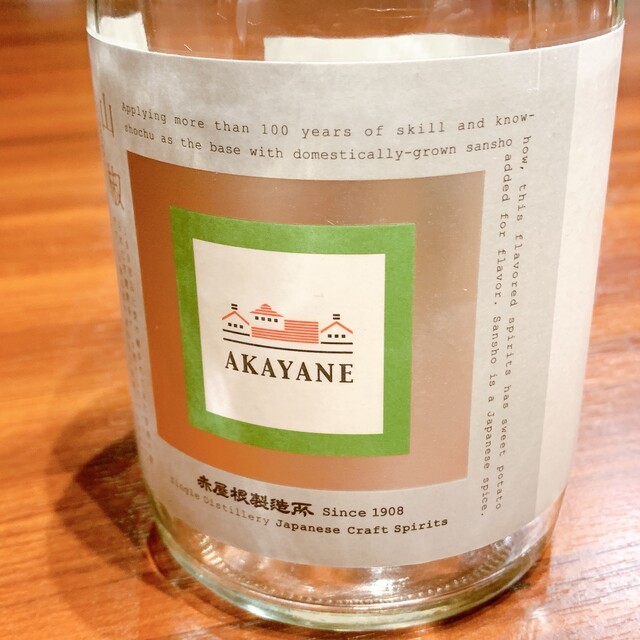 Applying more than 100 years of skill and know-
how, this flavored spirits has sweet potato
shochu as the base with domestically-grown sansho
added for flavor. Sansho is a Japanese spice.
AKAYANE
赤屋根製造所 Since 1908
Single Distillery Japanese Craft Spirits